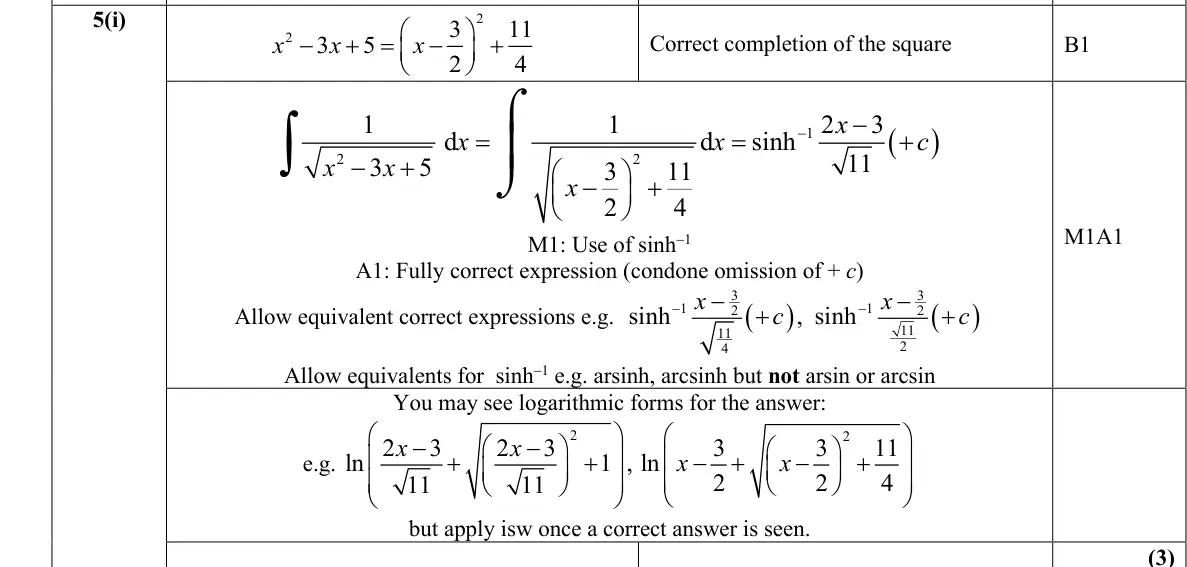 5(i)
x² − 3x + 5 = (x − 3/2)² + 11/4
Correct completion of the square
B1
∫ 1/√(x² − 3x + 5) dx = ∫ 1/√((x − 3/2)² + 11/4) dx = sinh⁻¹ (2x − 3)/√11 (+c)
M1: Use of sinh⁻¹
M1A1
A1: Fully correct expression (condone omission of + c)
Allow equivalent correct expressions e.g. sinh⁻¹ (x − 3/2)/√(11/4) (+c), sinh⁻¹ (x − 3/2)/(√11/2) (+c)
Allow equivalents for sinh⁻¹ e.g. arsinh, arcsinh but not arsin or arcsin
You may see logarithmic forms for the answer:
e.g. ln((2x − 3)/√11 + √(((2x − 3)/√11)² + 1)), ln(x − 3/2 + √((x − 3/2)² + 11/4))
but apply isw once a correct answer is seen.
(3)